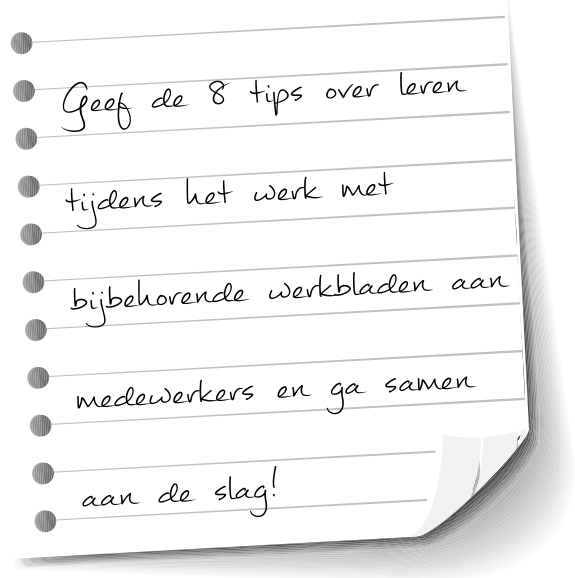 Geef de 8 tips over leren
tijdens het werk met
bijbehorende werkbladen aan
medewerkers en ga samen
aan de slag!